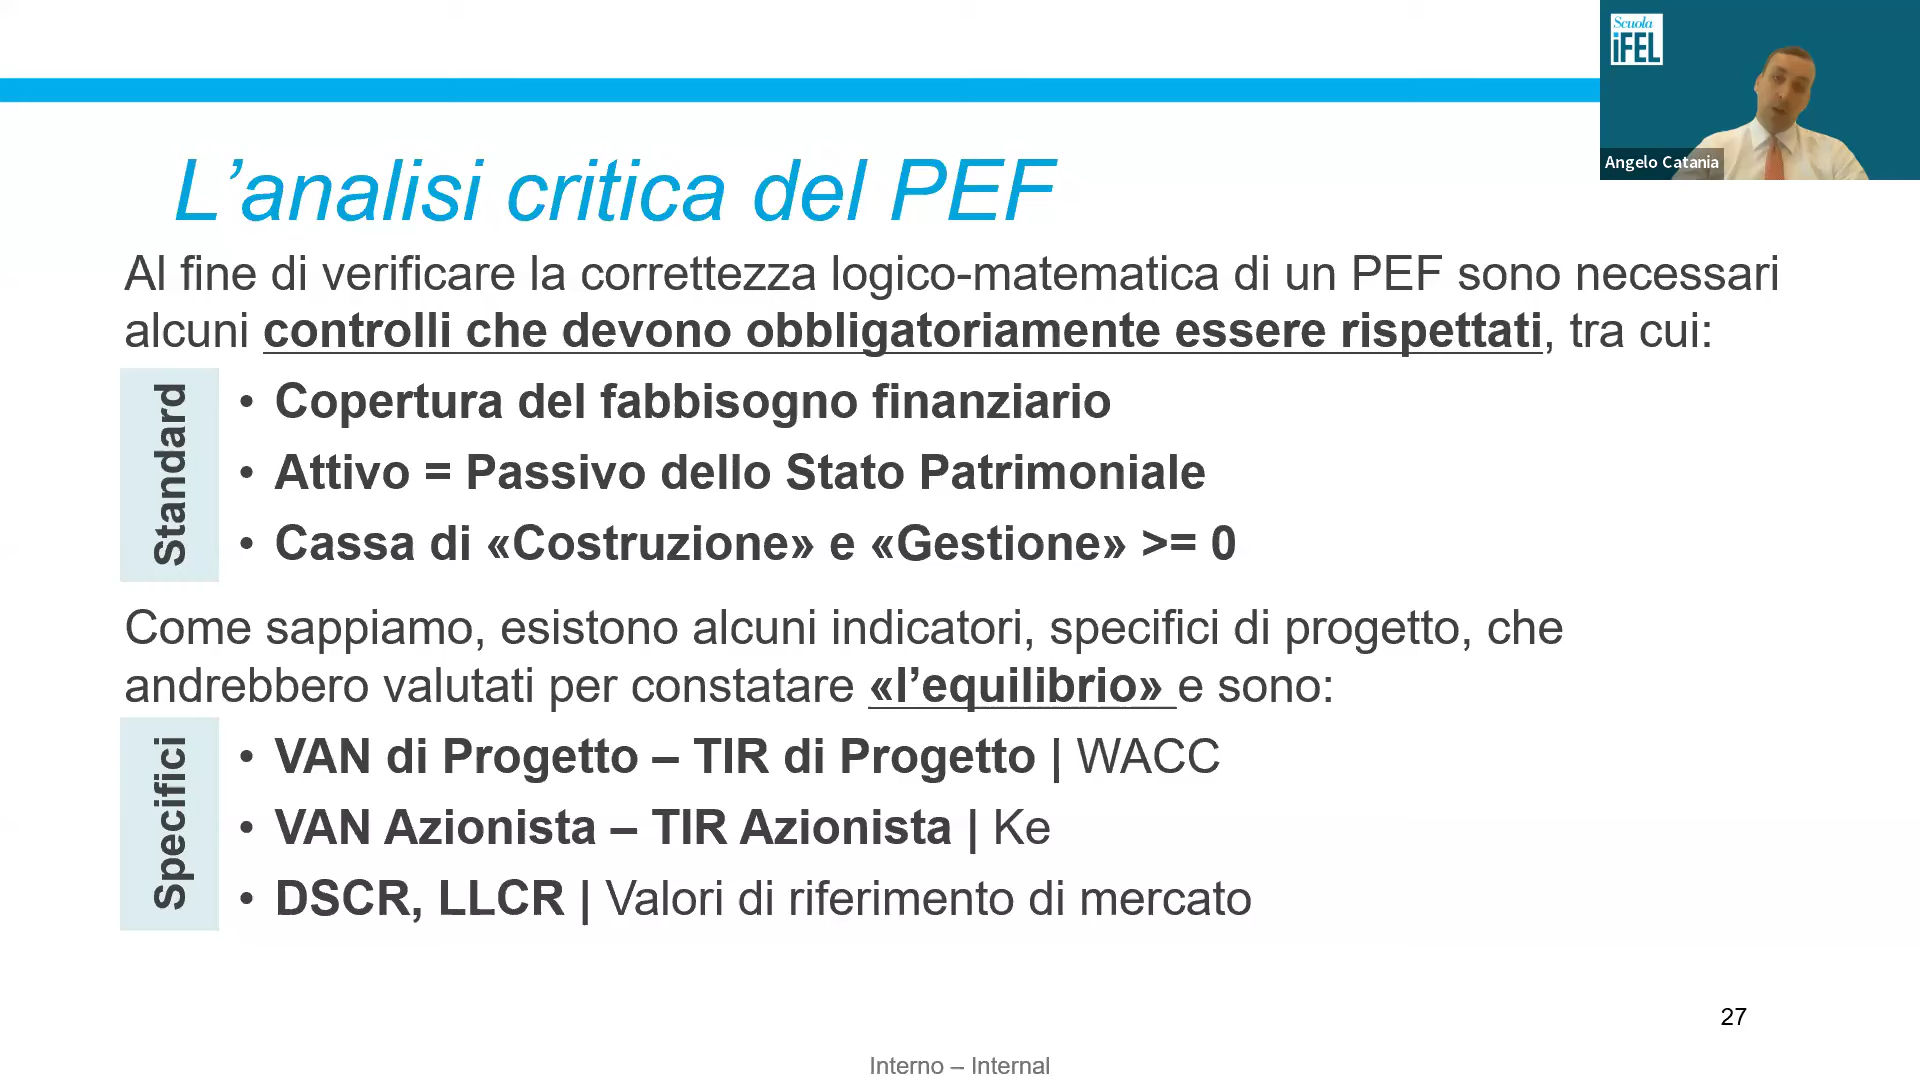 Scuola
iFEL
Angelo Catania
L’analisi critica del PEF
Al fine di verificare la correttezza logico-matematica di un PEF sono necessari
alcuni controlli che devono obbligatoriamente essere rispettati, tra cui:
Standard
• Copertura del fabbisogno finanziario
• Attivo = Passivo dello Stato Patrimoniale
• Cassa di «Costruzione» e «Gestione» >= 0
Come sappiamo, esistono alcuni indicatori, specifici di progetto, che
andrebbero valutati per constatare «l’equilibrio» e sono:
Specifici
• VAN di Progetto – TIR di Progetto | WACC
• VAN Azionista – TIR Azionista | Ke
• DSCR, LLCR | Valori di riferimento di mercato
27
Interno – Internal